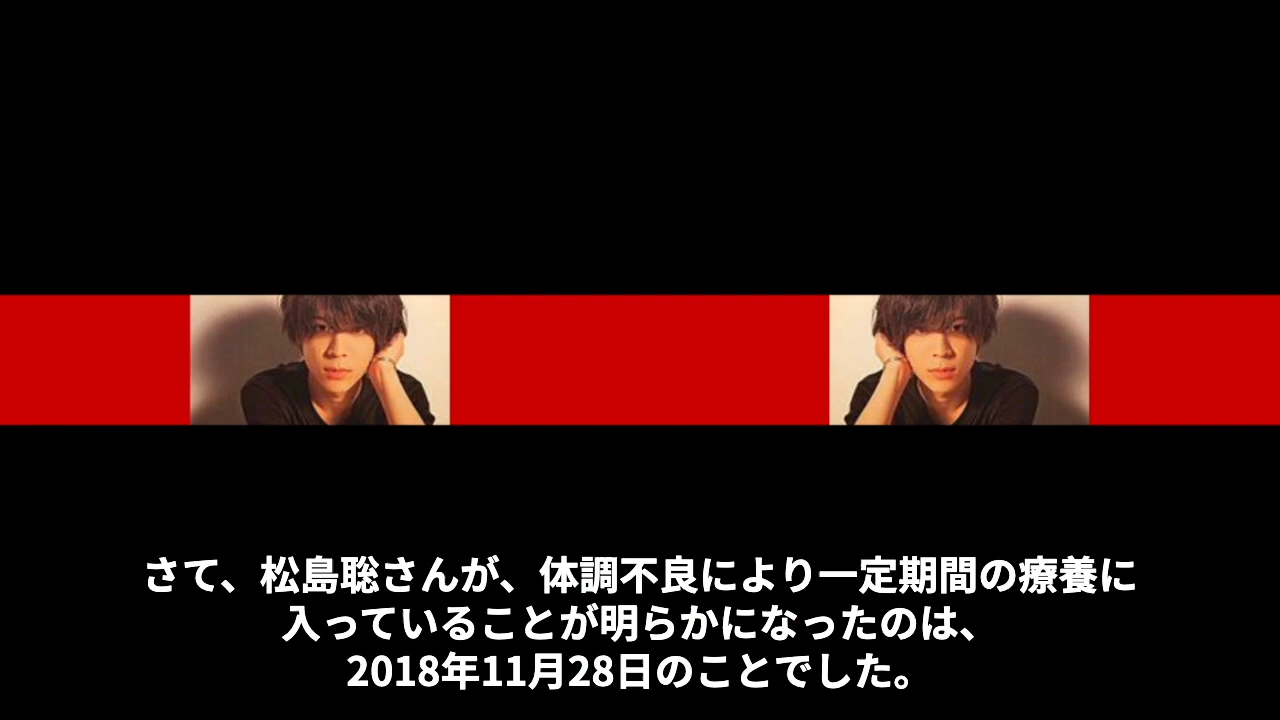 さて、松島聡さんが、体調不良により一定期間の療養に
入っていることが明らかになったのは、
2018年11月28日のことでした。